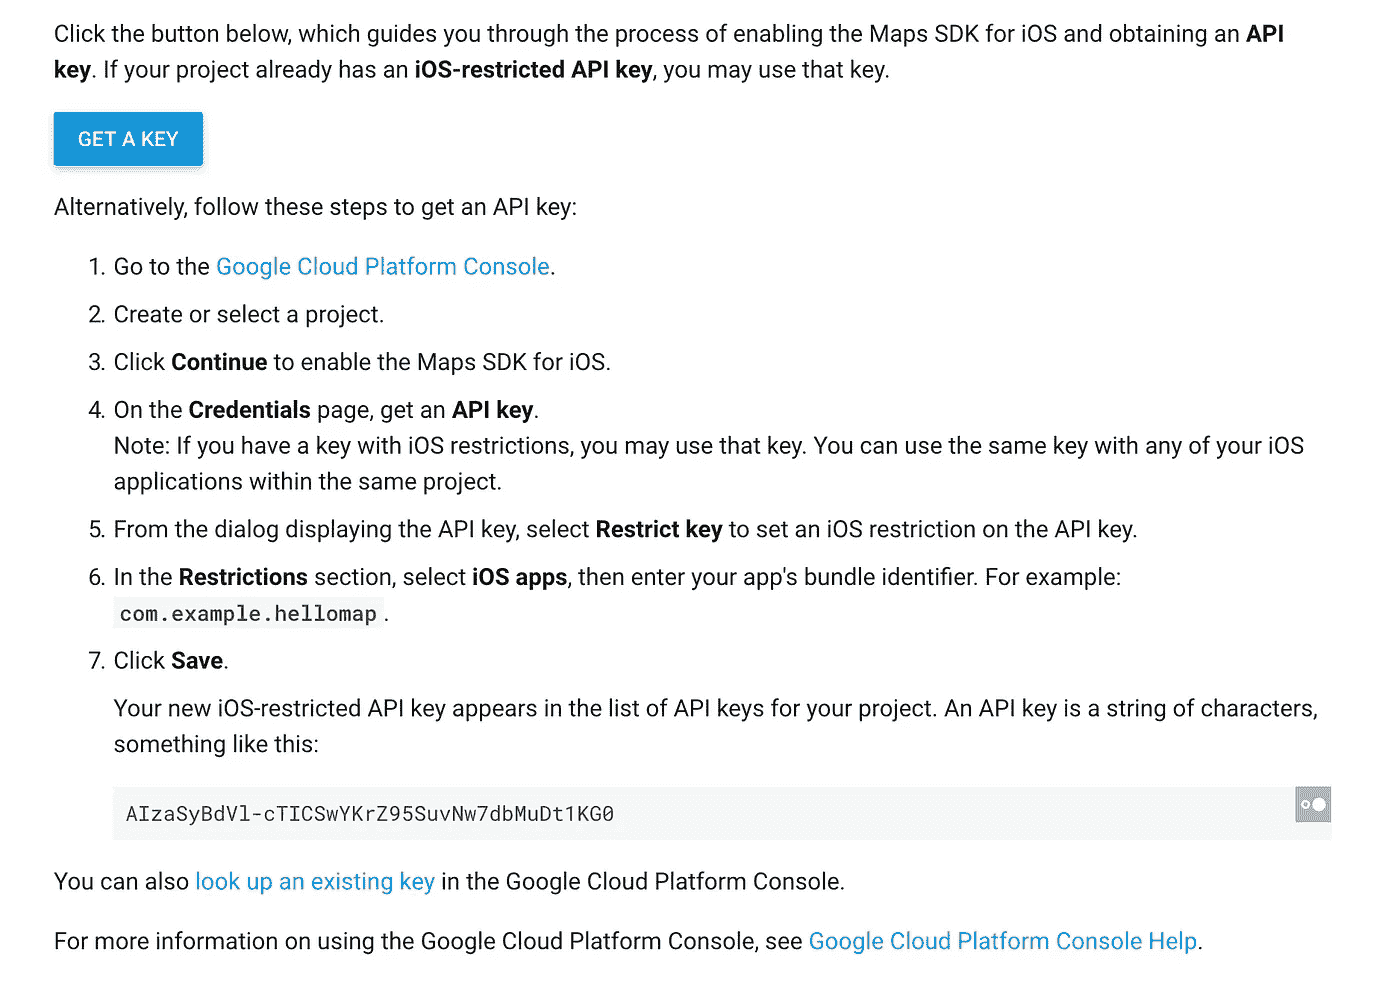 Click the button below, which guides you through the process of enabling the Maps SDK for iOS and obtaining an API
key. If your project already has an iOS-restricted API key, you may use that key.
GET A KEY
Alternatively, follow these steps to get an API key:
1. Go to the Google Cloud Platform Console.
2. Create or select a project.
3. Click Continue to enable the Maps SDK for iOS.
4. On the Credentials page, get an API key.
Note: If you have a key with iOS restrictions, you may use that key. You can use the same key with any of your iOS
applications within the same project.
5. From the dialog displaying the API key, select Restrict key to set an iOS restriction on the API key.
6. In the Restrictions section, select iOS apps, then enter your app's bundle identifier. For example:
com.example.hellomap.
7. Click Save.
Your new iOS-restricted API key appears in the list of API keys for your project. An API key is a string of characters,
something like this:
AIzaSyBdVl-cTICSwYKrZ95SuvNw7dbMuDt1KG0
You can also look up an existing key in the Google Cloud Platform Console.
For more information on using the Google Cloud Platform Console, see Google Cloud Platform Console Help.